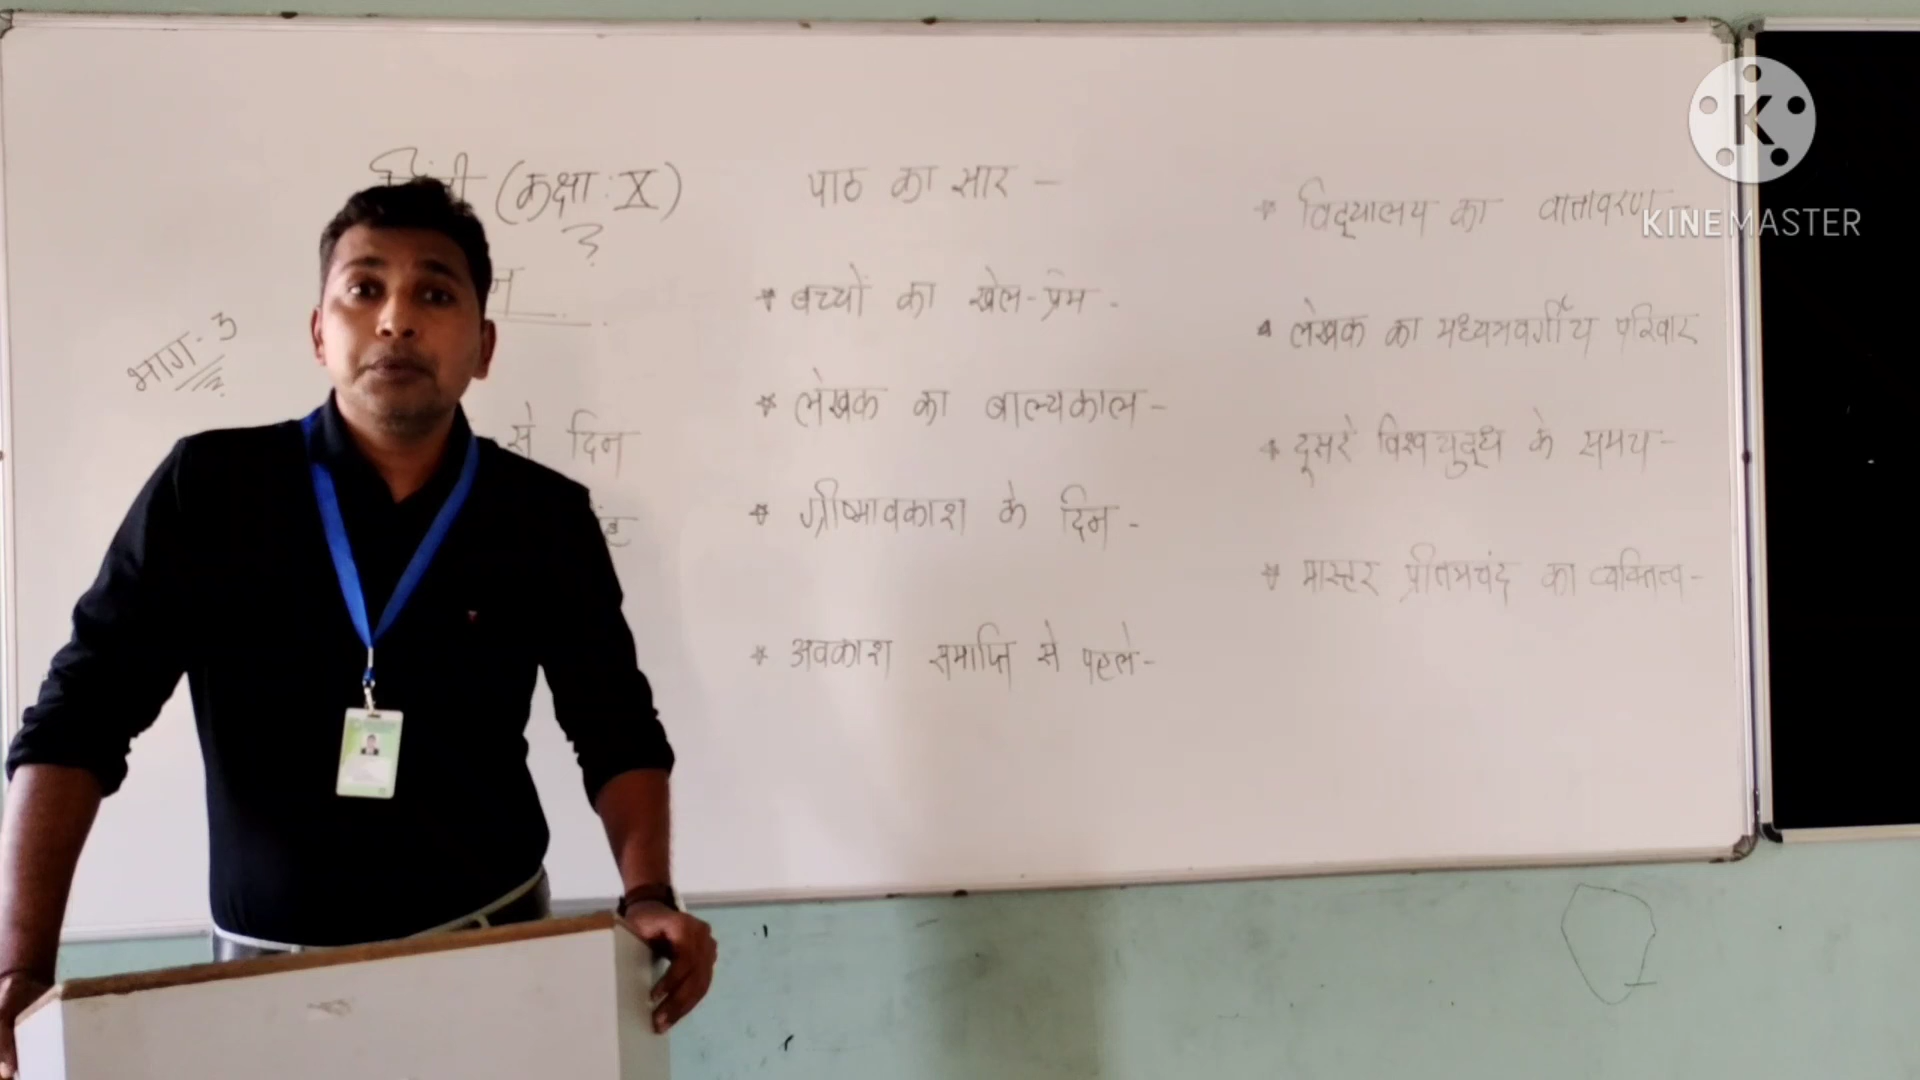 (कक्षा: X)
भाग-3
से दिन
पाठ का सार -
* बच्चों का खेल-प्रेम -
* लेखक का बाल्यकाल -
* ग्रीष्मावकाश के दिन -
* अवकाश समाप्ति से पहले -
* विद्यालय का वातावरण -
* लेखक का मध्यमवर्गीय परिवार
* दूसरे विश्वयुद्ध के समय -
* मास्टर प्रीतमचंद का व्यक्तित्व -
K
KINEMASTER